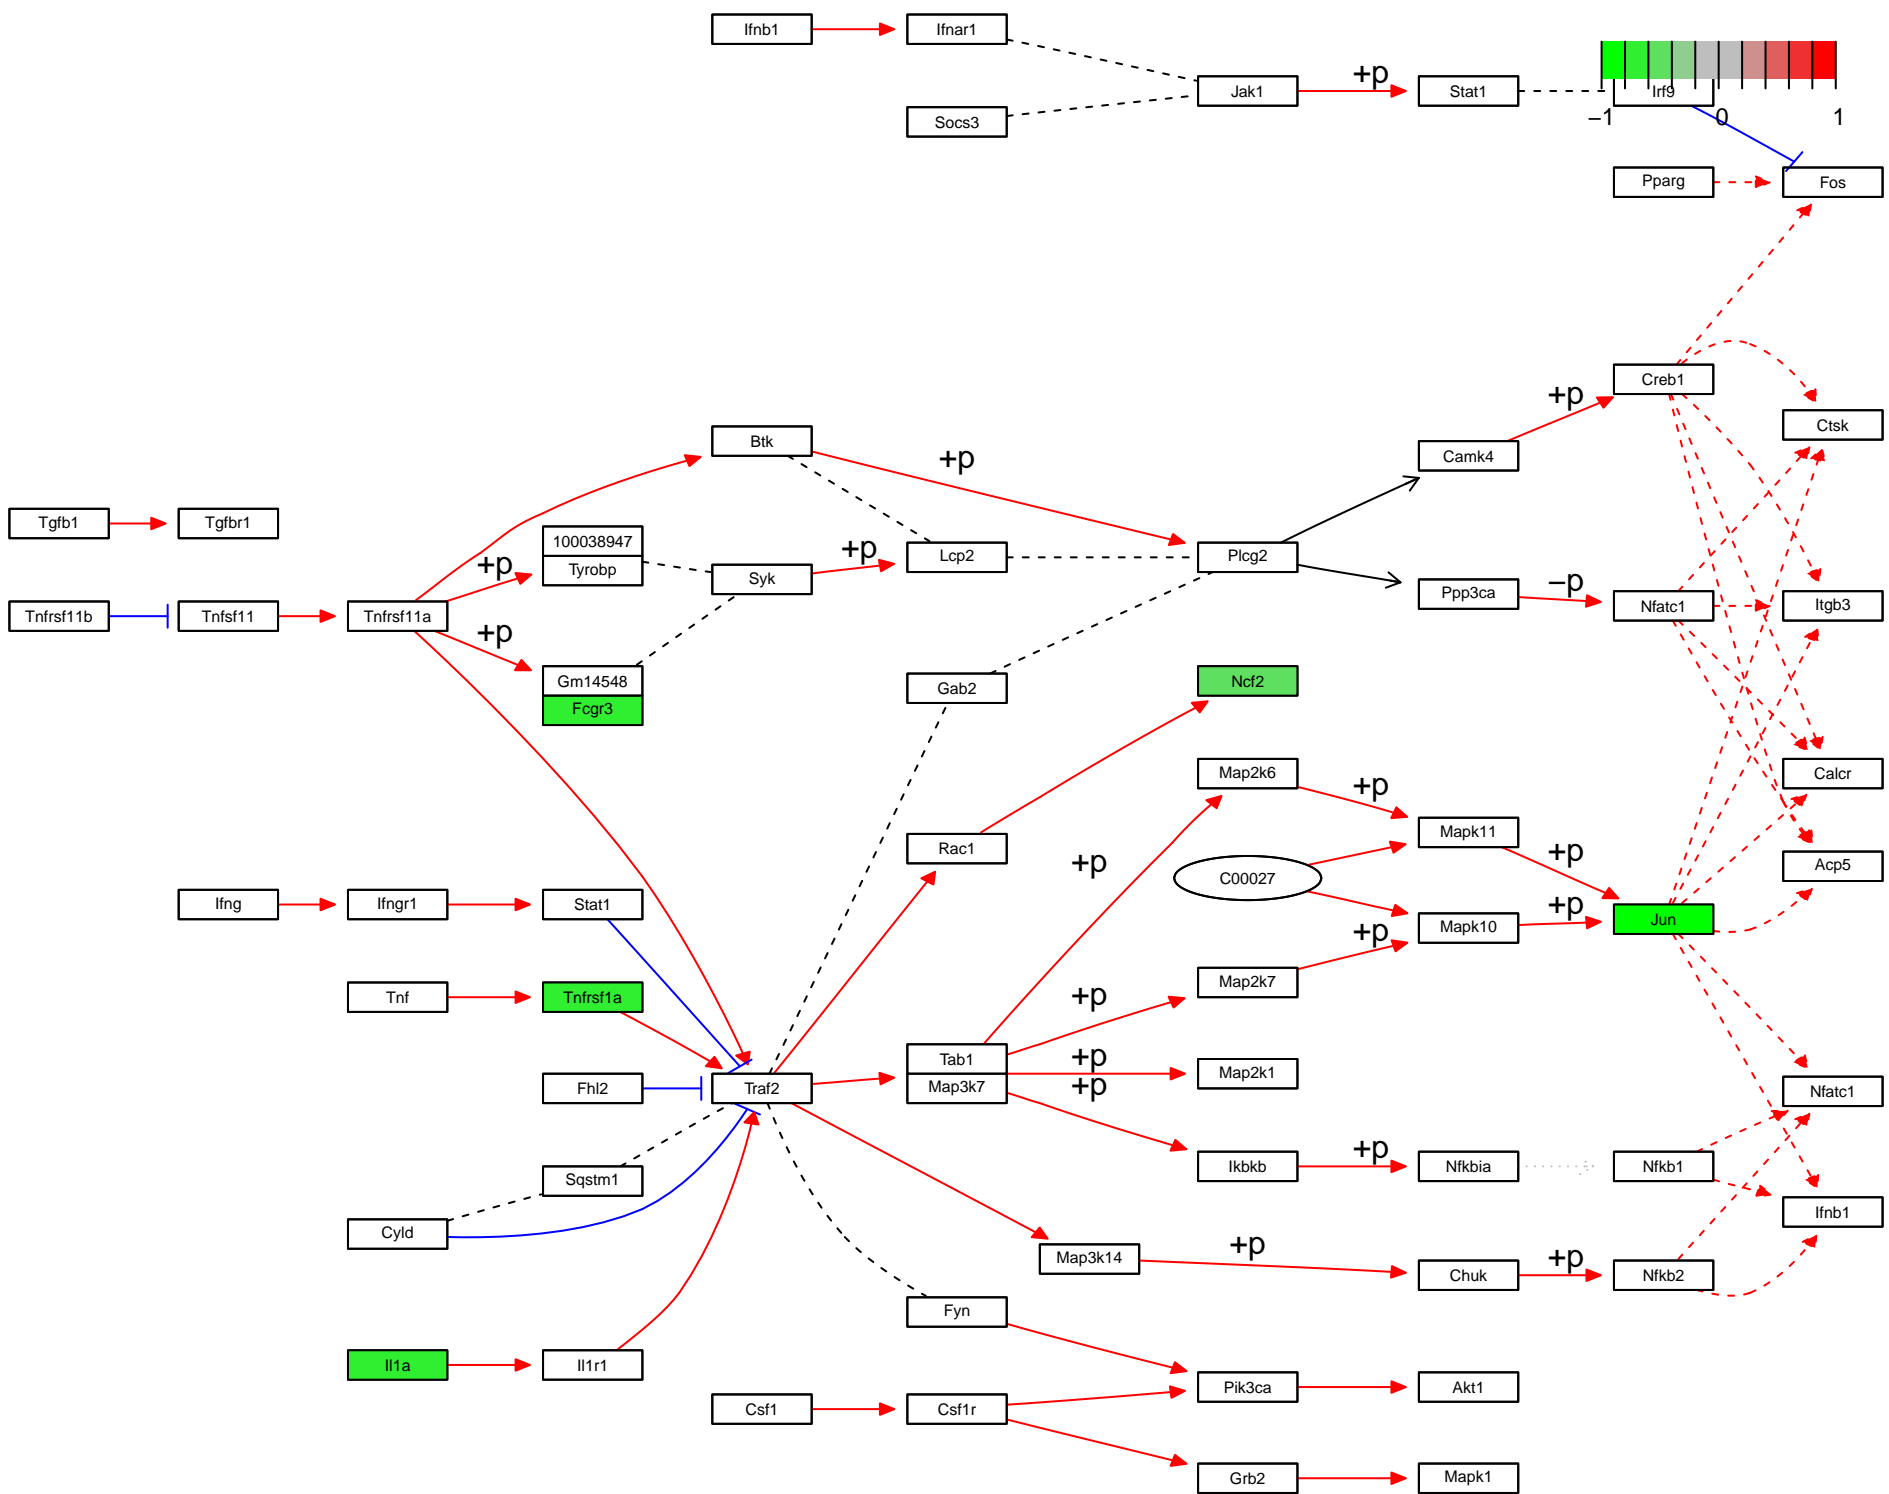 Ifnb1
Ifnar1
Jak1
+p
Stat1
Irf9
−1
0
1
Socs3
Pparg
Fos
Creb1
+p
Ctsk
Btk
+p
Camk4
Tgfb1
Tgfbr1
100038947
Tyrobp
+p
Syk
+p
Lcp2
Plcg2
Ppp3ca
−p
Nfatc1
Itgb3
Tnfrsf11b
Tnfsf11
Tnfrsf11a
+p
Gm14548
Fcgr3
Gab2
Ncf2
Map2k6
+p
Calcr
Rac1
+p
Mapk11
+p
Acp5
C00027
Ifng
Ifngr1
Stat1
Mapk10
+p
+p
Jun
Tnf
Tnfrsf1a
+p
Map2k7
Tab1
Map3k7
+p
+p
Map2k1
Fhl2
Traf2
Nfatc1
Sqstm1
Ikbkb
+p
Nfkbia
Nfkb1
Ifnb1
Cyld
Map3k14
+p
Chuk
+p
Nfkb2
Fyn
Il1a
Il1r1
Pik3ca
Akt1
Csf1
Csf1r
Grb2
Mapk1